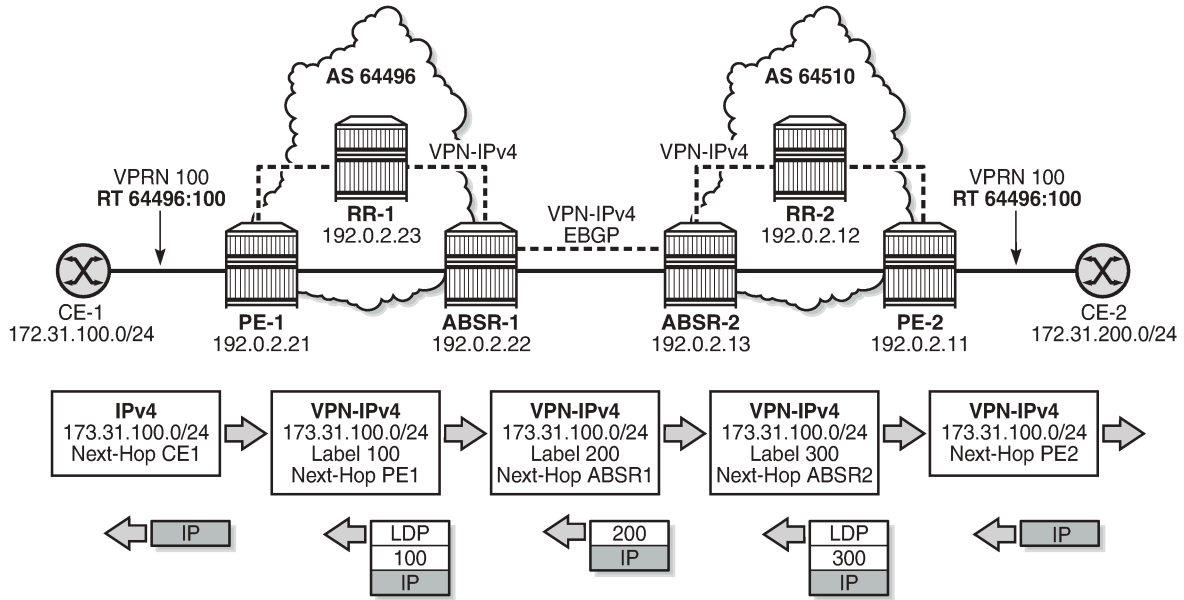 AS 64496
AS 64510
VPN-IPv4
VPN-IPv4
VPRN 100
RT 64496:100
VPRN 100
RT 64496:100
RR-1
192.0.2.23
VPN-IPv4
EBGP
RR-2
192.0.2.12
CE-1
172.31.100.0/24
PE-1
192.0.2.21
ABSR-1
192.0.2.22
ABSR-2
192.0.2.13
PE-2
192.0.2.11
CE-2
172.31.200.0/24
IPv4
173.31.100.0/24
Next-Hop CE1
VPN-IPv4
173.31.100.0/24
Label 100
Next-Hop PE1
VPN-IPv4
173.31.100.0/24
Label 200
Next-Hop ABSR1
VPN-IPv4
173.31.100.0/24
Label 300
Next-Hop ABSR2
VPN-IPv4
173.31.100.0/24
Next-Hop PE2
IP
LDP
100
IP
200
IP
LDP
300
IP
IP